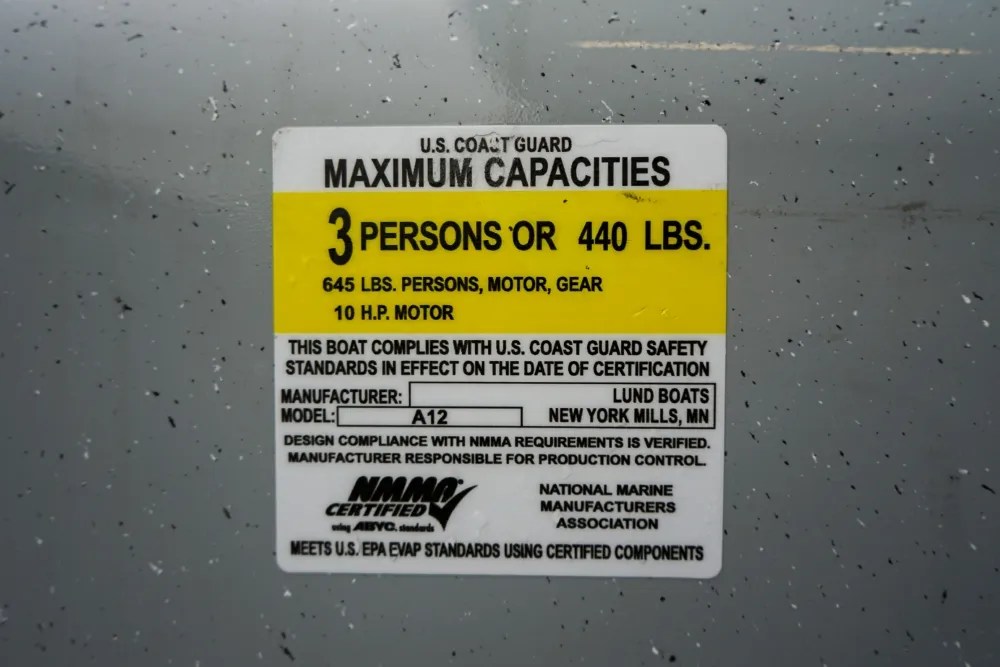 U.S. COAST GUARD
MAXIMUM CAPACITIES
3 PERSONS OR 440 LBS.
645 LBS. PERSONS, MOTOR, GEAR
10 H.P. MOTOR
THIS BOAT COMPLIES WITH U.S. COAST GUARD SAFETY
STANDARDS IN EFFECT ON THE DATE OF CERTIFICATION
MANUFACTURER: LUND BOATS
MODEL: A12 NEW YORK MILLS, MN
DESIGN COMPLIANCE WITH NMMA REQUIREMENTS IS VERIFIED.
MANUFACTURER RESPONSIBLE FOR PRODUCTION CONTROL.
NMMA
CERTIFIED
using ABYC. standards
NATIONAL MARINE
MANUFACTURERS
ASSOCIATION
MEETS U.S. EPA EVAP STANDARDS USING CERTIFIED COMPONENTS